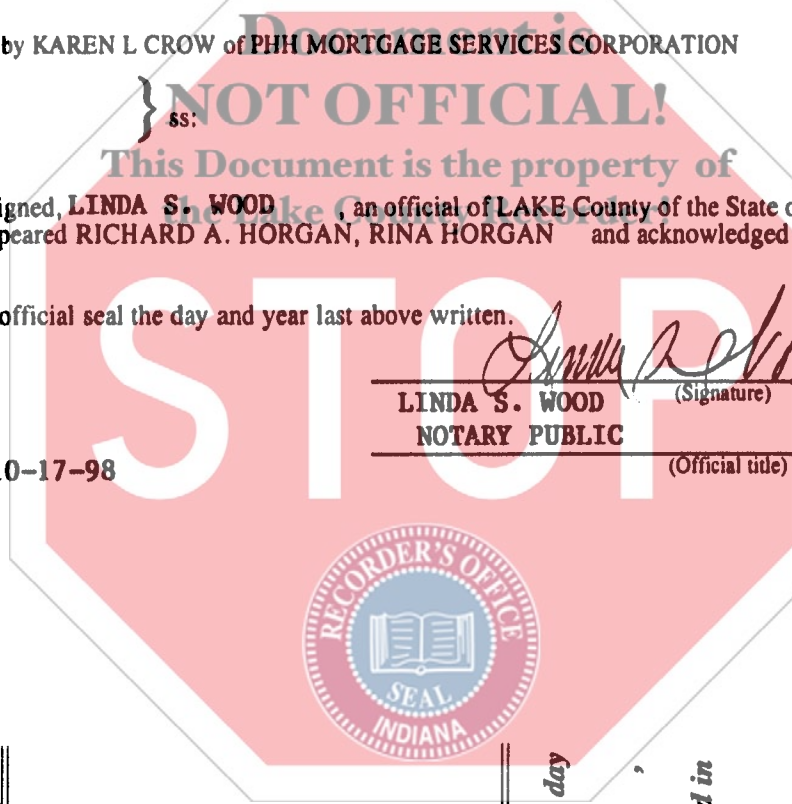 by KAREN L CROW of PHH MORTGAGE SERVICES CORPORATION
Document is
NOT OFFICIAL!
} ss:
This Document is the property of
the Lake County Recorder!
igned, LINDA S. WOOD , an official of LAKE County of the State
peared RICHARD A. HORGAN, RINA HORGAN and acknowledged
STOP
official seal the day and year last above written.
LINDA S. WOOD (Signature)
NOTARY PUBLIC
0-17-98 (Official title)
RECORDER'S OFFICE
SEAL
INDIANA
day
,
d in